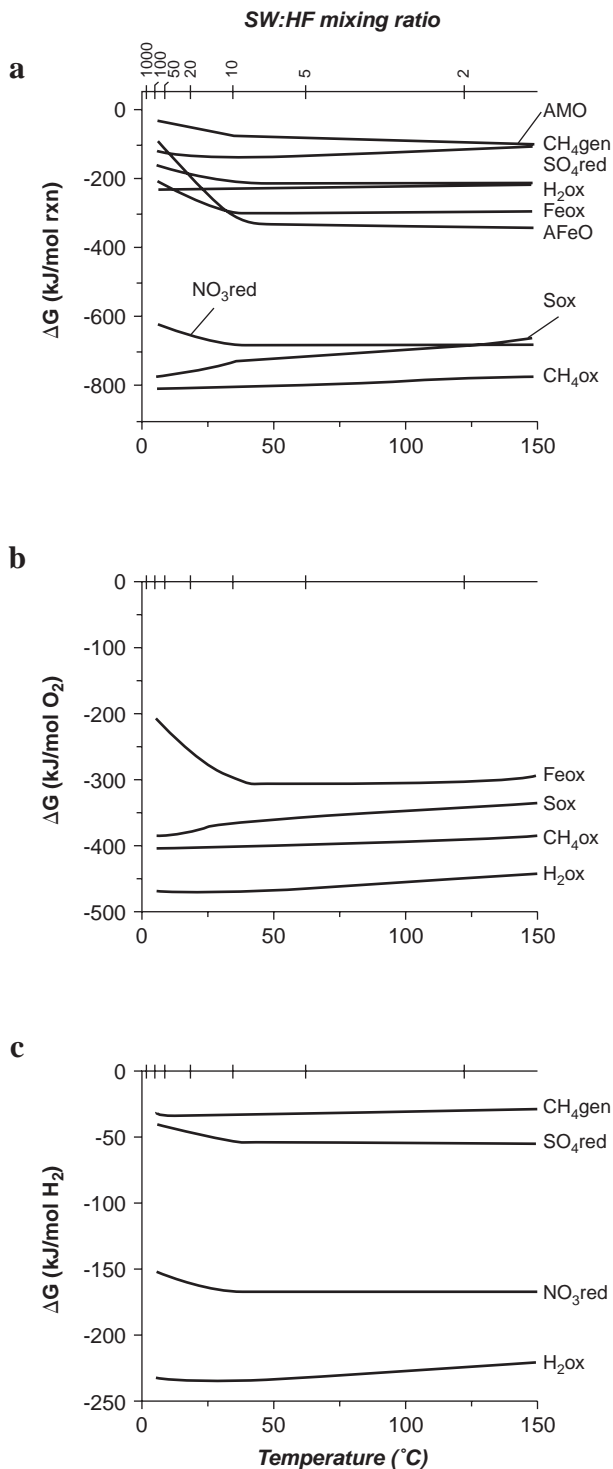 SW:HF mixing ratio
a
1000
100
50
20
10
5
2
0
-200
-400
-600
-800
ΔG (kJ/mol rxn)
AMO
CH₄gen
SO₄red
H₂ox
Feox
AFeO
NO₃red
Sox
CH₄ox
0 50 100 150
b
0
-100
-200
-300
-400
-500
ΔG (kJ/mol O₂)
Feox
Sox
CH₄ox
H₂ox
0 50 100 150
c
0
-50
-100
-150
-200
-250
ΔG (kJ/mol H₂)
CH₄gen
SO₄red
NO₃red
H₂ox
0 50 100 150
Temperature (˚C)